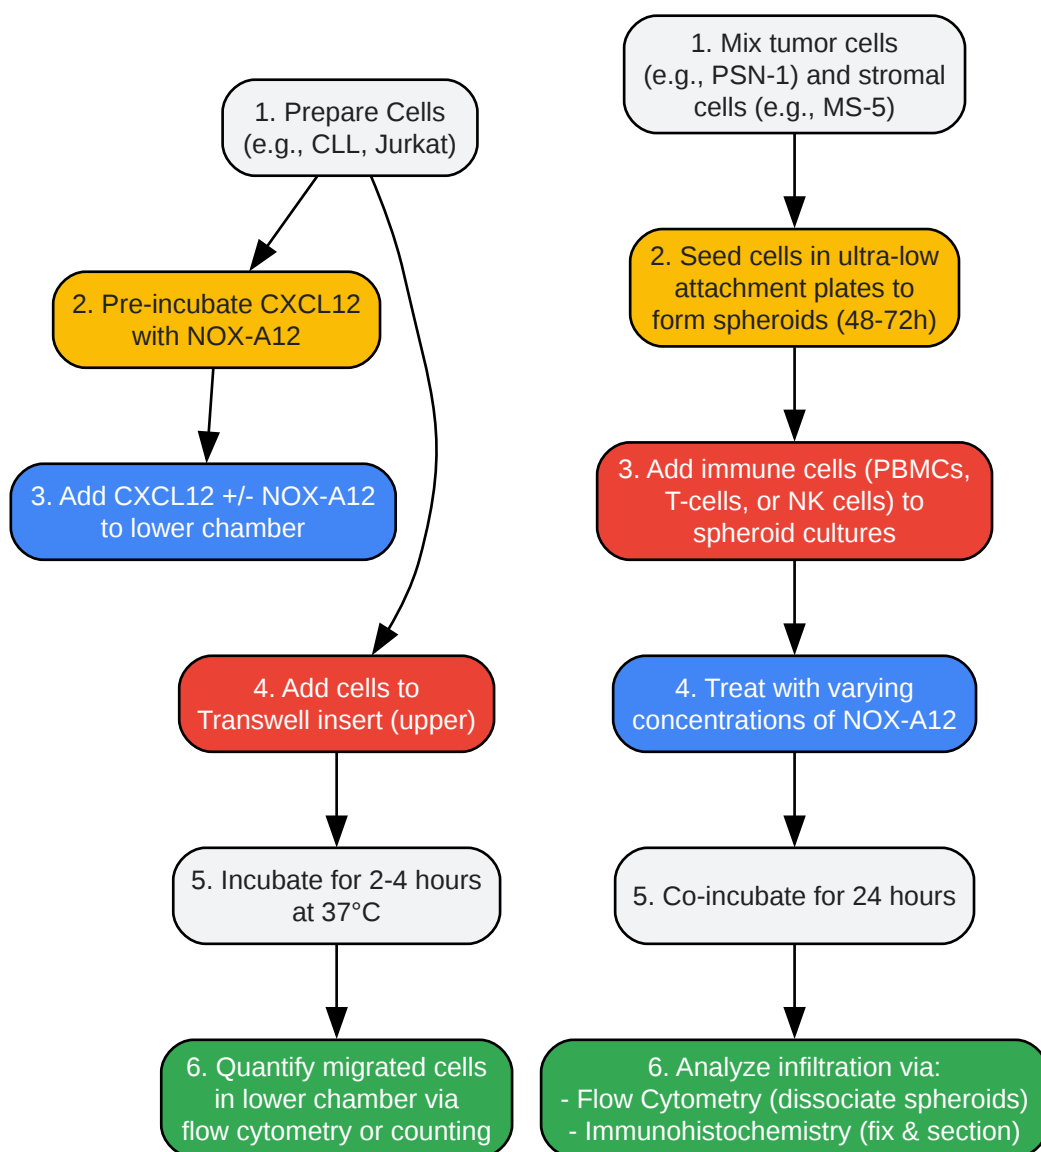 1. Prepare Cells
(e.g., CLL, Jurkat)
2. Pre-incubate CXCL12
with NOX-A12
3. Add CXCL12 +/- NOX-A12
to lower chamber
4. Add cells to
Transwell insert (upper)
5. Incubate for 2-4 hours
at 37°C
6. Quantify migrated cells
in lower chamber via
flow cytometry or counting
1. Mix tumor cells
(e.g., PSN-1) and stromal
cells (e.g., MS-5)
2. Seed cells in ultra-low
attachment plates to
form spheroids (48-72h)
3. Add immune cells (PBMCs,
T-cells, or NK cells) to
spheroid cultures
4. Treat with varying
concentrations of NOX-A12
5. Co-incubate for 24 hours
6. Analyze infiltration via:
- Flow Cytometry (dissociate spheroids)
- Immunohistochemistry (fix & section)